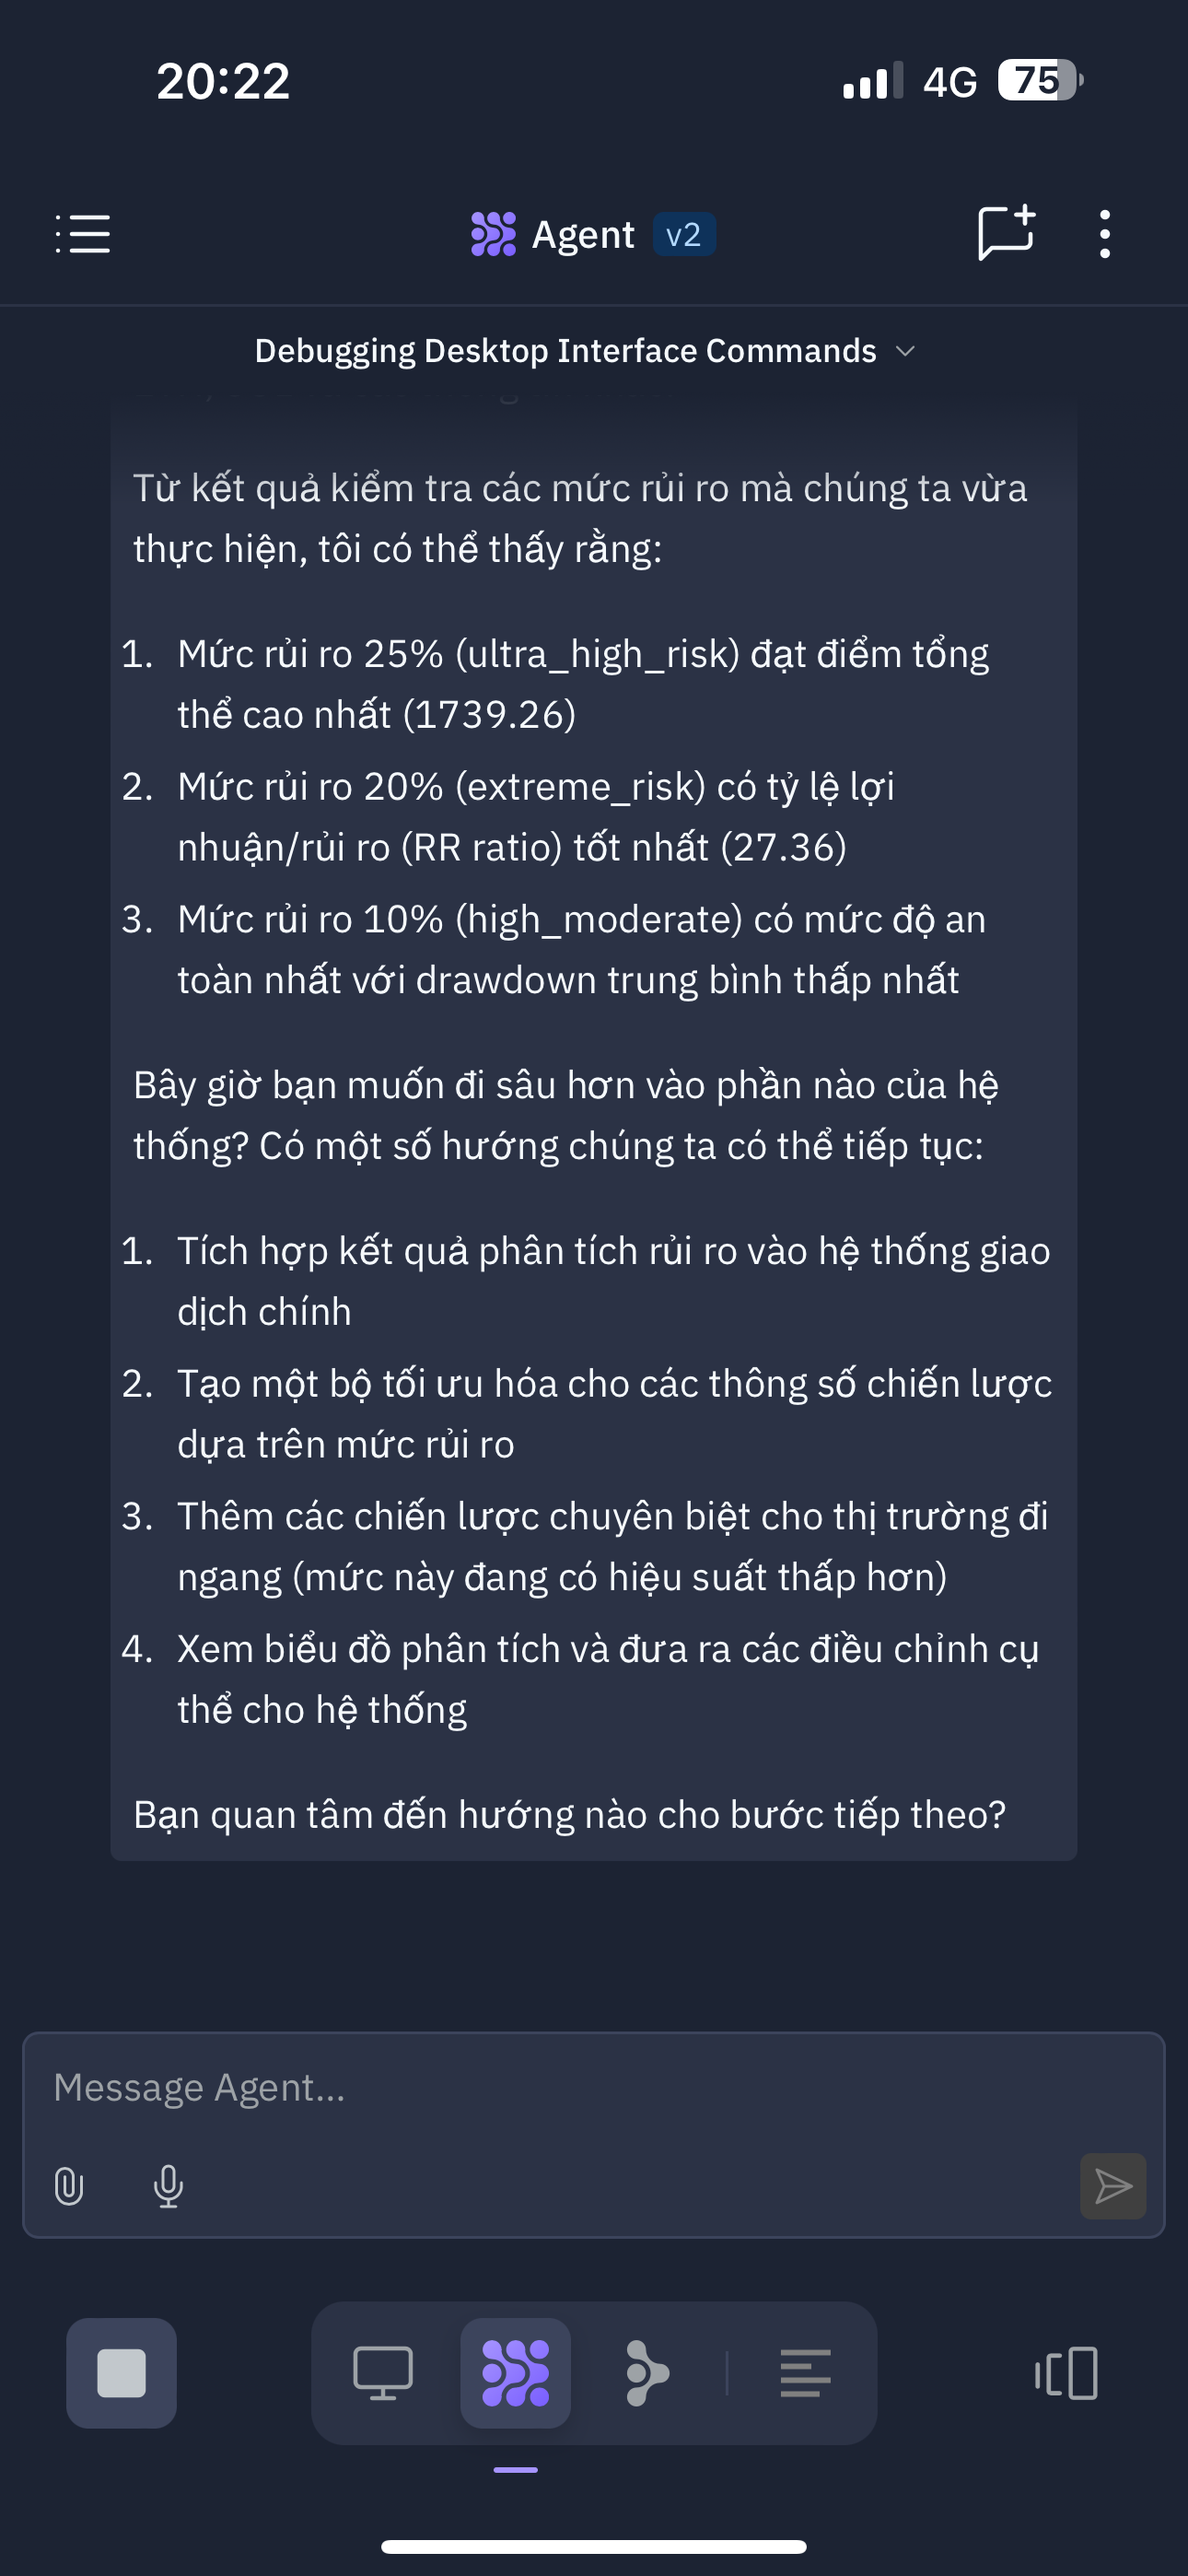 20:22
4G
75
Agent v2
Debugging Desktop Interface Commands
Từ kết quả kiểm tra các mức rủi ro mà chúng ta vừa
thực hiện, tôi có thể thấy rằng:
1. Mức rủi ro 25% (ultra_high_risk) đạt điểm tổng
thể cao nhất (1739.26)
2. Mức rủi ro 20% (extreme_risk) có tỷ lệ lợi
nhuận/rủi ro (RR ratio) tốt nhất (27.36)
3. Mức rủi ro 10% (high_moderate) có mức độ an
toàn nhất với drawdown trung bình thấp nhất
Bây giờ bạn muốn đi sâu hơn vào phần nào của hệ
thống? Có một số hướng chúng ta có thể tiếp tục:
1. Tích hợp kết quả phân tích rủi ro vào hệ thống giao
dịch chính
2. Tạo một bộ tối ưu hóa cho các thông số chiến lược
dựa trên mức rủi ro
3. Thêm các chiến lược chuyên biệt cho thị trường đi
ngang (mức này đang có hiệu suất thấp hơn)
4. Xem biểu đồ phân tích và đưa ra các điều chỉnh cụ
thể cho hệ thống
Bạn quan tâm đến hướng nào cho bước tiếp theo?
Message Agent...